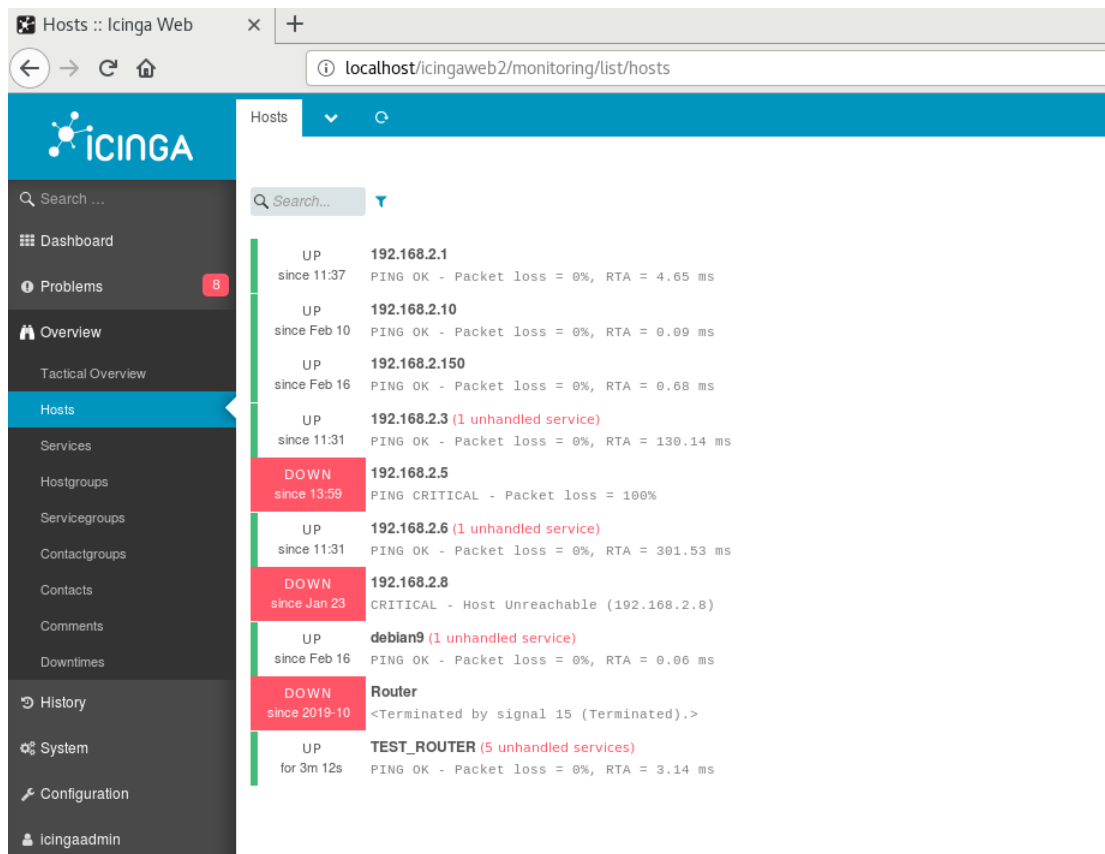 Hosts :: Icinga Web
localhost/icingaweb2/monitoring/list/hosts
ICINGA
Hosts
Search ...
Dashboard
Problems 8
Overview
Tactical Overview
Hosts
Services
Hostgroups
Servicegroups
Contactgroups
Contacts
Comments
Downtimes
History
System
Configuration
icingaadmin
Search...
UP 192.168.2.1
since 11:37 PING OK - Packet loss = 0%, RTA = 4.65 ms
UP 192.168.2.10
since Feb 10 PING OK - Packet loss = 0%, RTA = 0.09 ms
UP 192.168.2.150
since Feb 16 PING OK - Packet loss = 0%, RTA = 0.68 ms
UP 192.168.2.3 (1 unhandled service)
since 11:31 PING OK - Packet loss = 0%, RTA = 130.14 ms
DOWN 192.168.2.5
since 13:59 PING CRITICAL - Packet loss = 100%
UP 192.168.2.6 (1 unhandled service)
since 11:31 PING OK - Packet loss = 0%, RTA = 301.53 ms
DOWN 192.168.2.8
since Jan 23 CRITICAL - Host Unreachable (192.168.2.8)
UP debian9 (1 unhandled service)
since Feb 16 PING OK - Packet loss = 0%, RTA = 0.06 ms
DOWN Router
since 2019-10 <Terminated by signal 15 (Terminated).>
UP TEST_ROUTER (5 unhandled services)
for 3m 12s PING OK - Packet loss = 0%, RTA = 3.14 ms